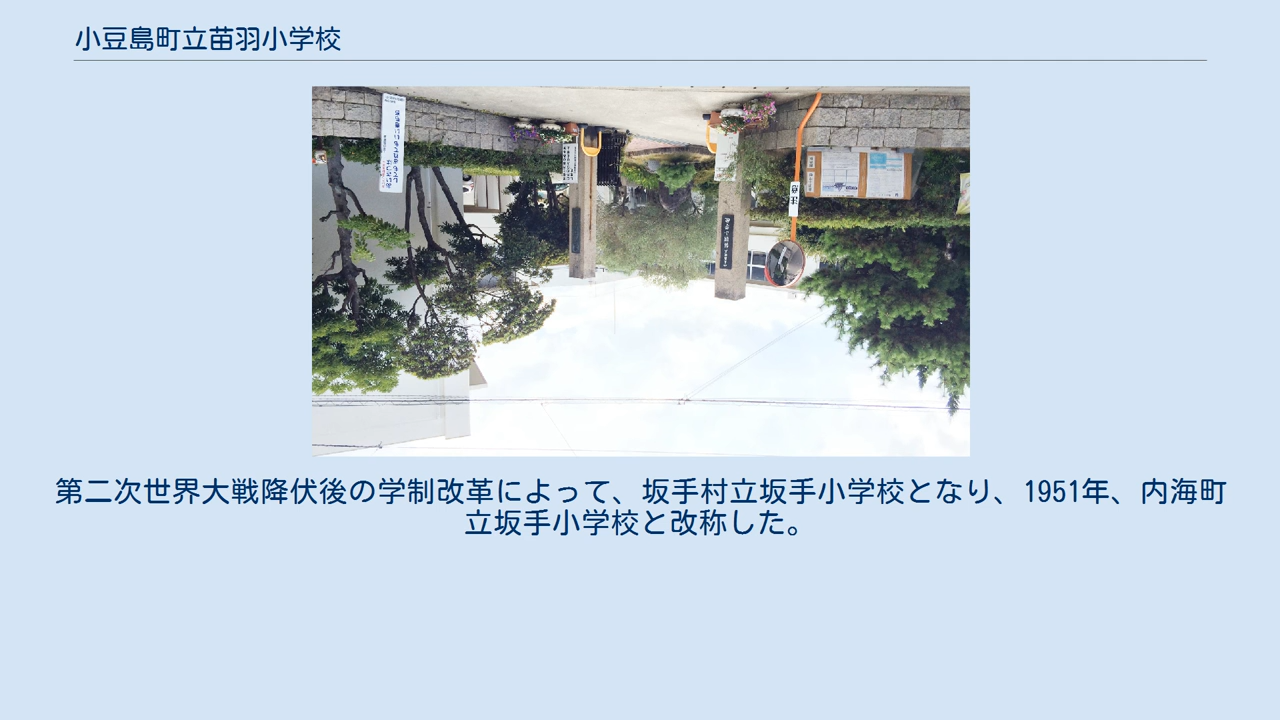 小豆島町立苗羽小学校
注意
第二次世界大戦降伏後の学制改革によって、坂手村立坂手小学校となり、1951年、内海町
立坂手小学校と改称した。